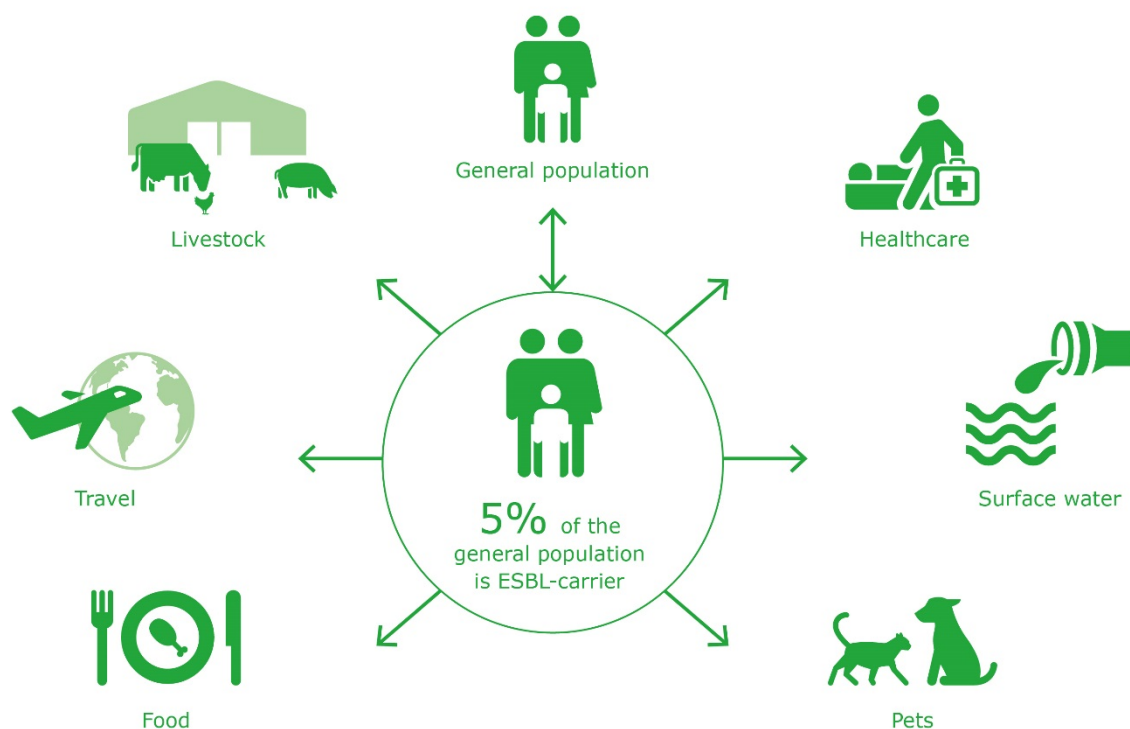 General population
Livestock
Healthcare
Travel
5% of the
general population
is ESBL-carrier
Surface water
Food
Pets